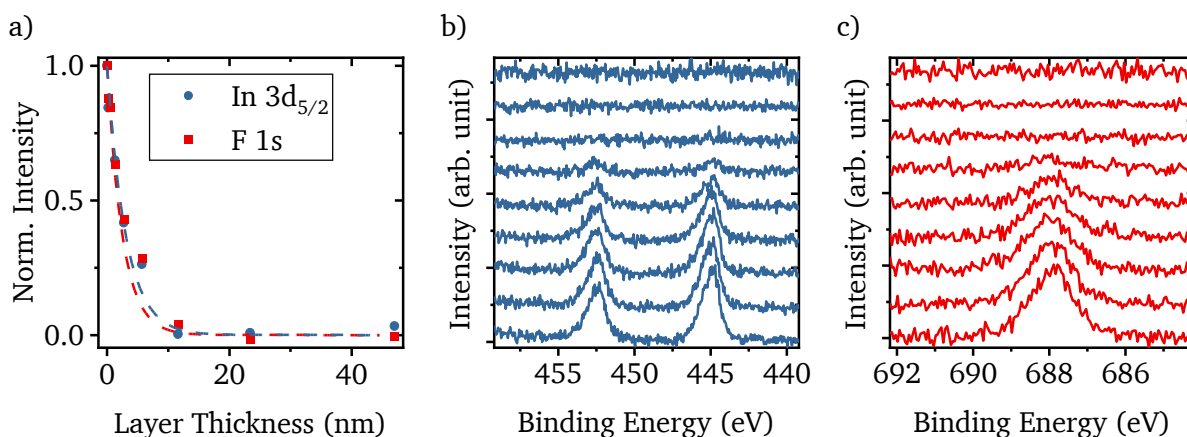 a)
Norm. Intensity
1.0
0.5
0.0
In 3d5/2
F 1s
0 20 40
Layer Thickness (nm)
b)
Intensity (arb. unit)
455 450 445 440
Binding Energy (eV)
c)
Intensity (arb. unit)
692 690 688 686
Binding Energy (eV)